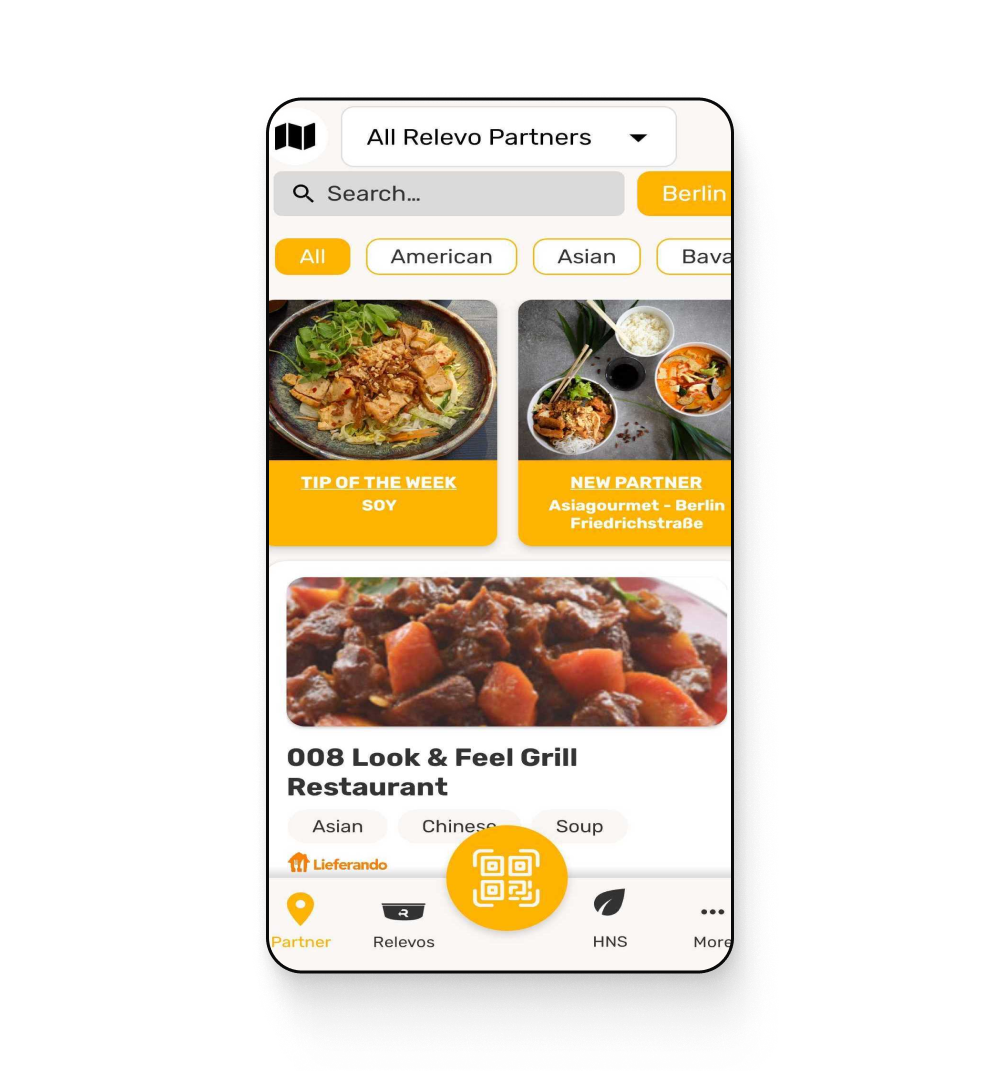 All Relevo Partners
Search...
Berlin
All
American
Asian
Bava
TIP OF THE WEEK
SOY
NEW PARTNER
Asiagourmet - Berlin
Friedrichstraße
008 Look & Feel Grill
Restaurant
Asian
Chinese
Soup
Lieferando
Partner
Relevos
HNS
More